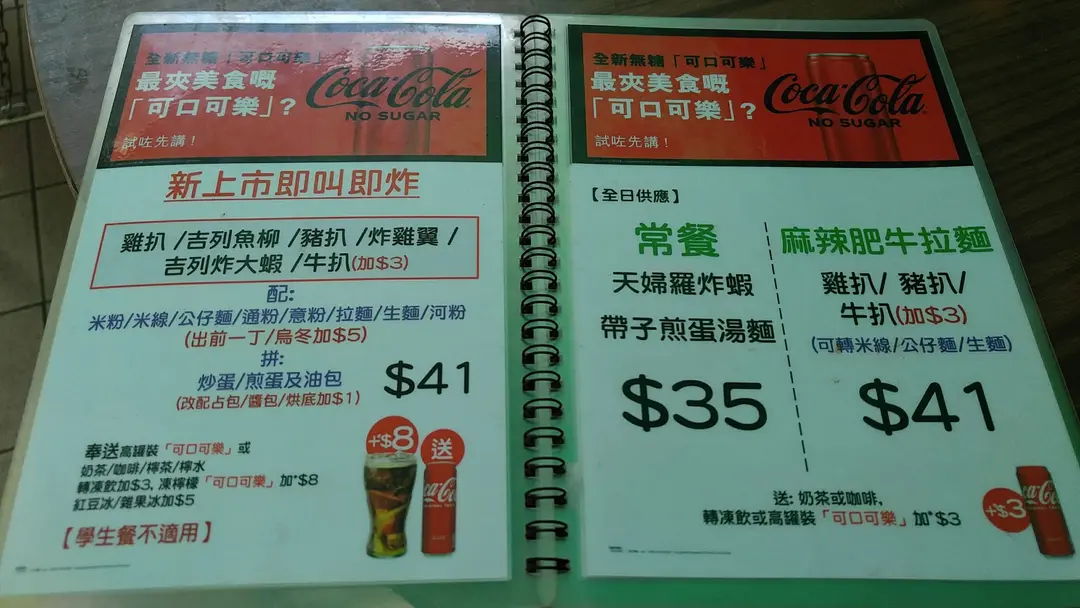 全新無糖「可口可樂」
最夾美食嘅
「可口可樂」?
試咗先講!
Coca-Cola
NO SUGAR
新上市即叫即炸
雞扒 /吉列魚柳 /豬扒 /炸雞翼 /
吉列炸大蝦 /牛扒(加$3)
配:
米粉/米線/公仔麵/通粉/意粉/拉麵/生麵/河粉
(出前一丁/烏冬加$5)
拼:
炒蛋/煎蛋及油包
(改配占包/醬包/烘底加$1)
$41
奉送高罐裝「可口可樂」或
奶茶/咖啡/檸茶/檸水
轉凍飲加$3, 凍檸檬「可口可樂」加*$8
紅豆冰/雜果冰加$5
【學生餐不適用】
+$8
送
全新無糖「可口可樂」
最夾美食嘅
「可口可樂」?
試咗先講!
Coca-Cola
NO SUGAR
【全日供應】
常餐
天婦羅炸蝦
帶子煎蛋湯麵
$35
麻辣肥牛拉麵
雞扒/ 豬扒/
牛扒(加$3)
(可轉米線/公仔麵/生麵)
$41
送: 奶茶或咖啡,
轉凍飲或高罐裝「可口可樂」加*$3
+$3